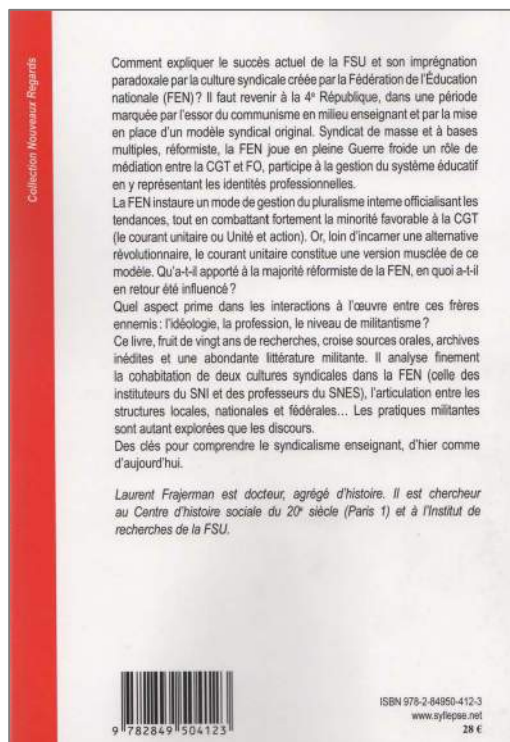 Collection Nouveaux Regards
Comment expliquer le succès actuel de la FSU et son imprégnation
paradoxale par la culture syndicale créée par la Fédération de l'Éducation
nationale (FEN) ? Il faut revenir à la 4e République, dans une période
marquée par l'essor du communisme en milieu enseignant et par la mise
en place d'un modèle syndical original. Syndicat de masse et à bases
multiples, réformiste, la FEN joue en pleine Guerre froide un rôle de
médiation entre la CGT et FO, participe à la gestion du système éducatif
en y représentant les identités professionnelles.
La FEN instaure un mode de gestion du pluralisme interne officialisant les
tendances, tout en combattant fortement la minorité favorable à la CGT
(le courant unitaire ou Unité et action). Or, loin d'incarner une alternative
révolutionnaire, le courant unitaire constitue une version musclée de ce
modèle. Qu'a-t-il apporté à la majorité réformiste de la FEN, en quoi a-t-il
en retour été influencé ?
Quel aspect prime dans les interactions à l'œuvre entre ces frères
ennemis : l'idéologie, la profession, le niveau de militantisme ?
Ce livre, fruit de vingt ans de recherches, croise sources orales, archives
inédites et une abondante littérature militante. Il analyse finement
la cohabitation de deux cultures syndicales dans la FEN (celle des
instituteurs du SNI et des professeurs du SNES), l'articulation entre les
structures locales, nationales et fédérales... Les pratiques militantes
sont autant explorées que les discours.
Des clés pour comprendre le syndicalisme enseignant, d'hier comme
d'aujourd'hui.
Laurent Frajerman est docteur, agrégé d'histoire. Il est chercheur
au Centre d'histoire sociale du 20e siècle (Paris 1) et à l'Institut de
recherches de la FSU.
ISBN 978-2-84950-412-3
www.syllepse.net
28 €
9 782849 504123